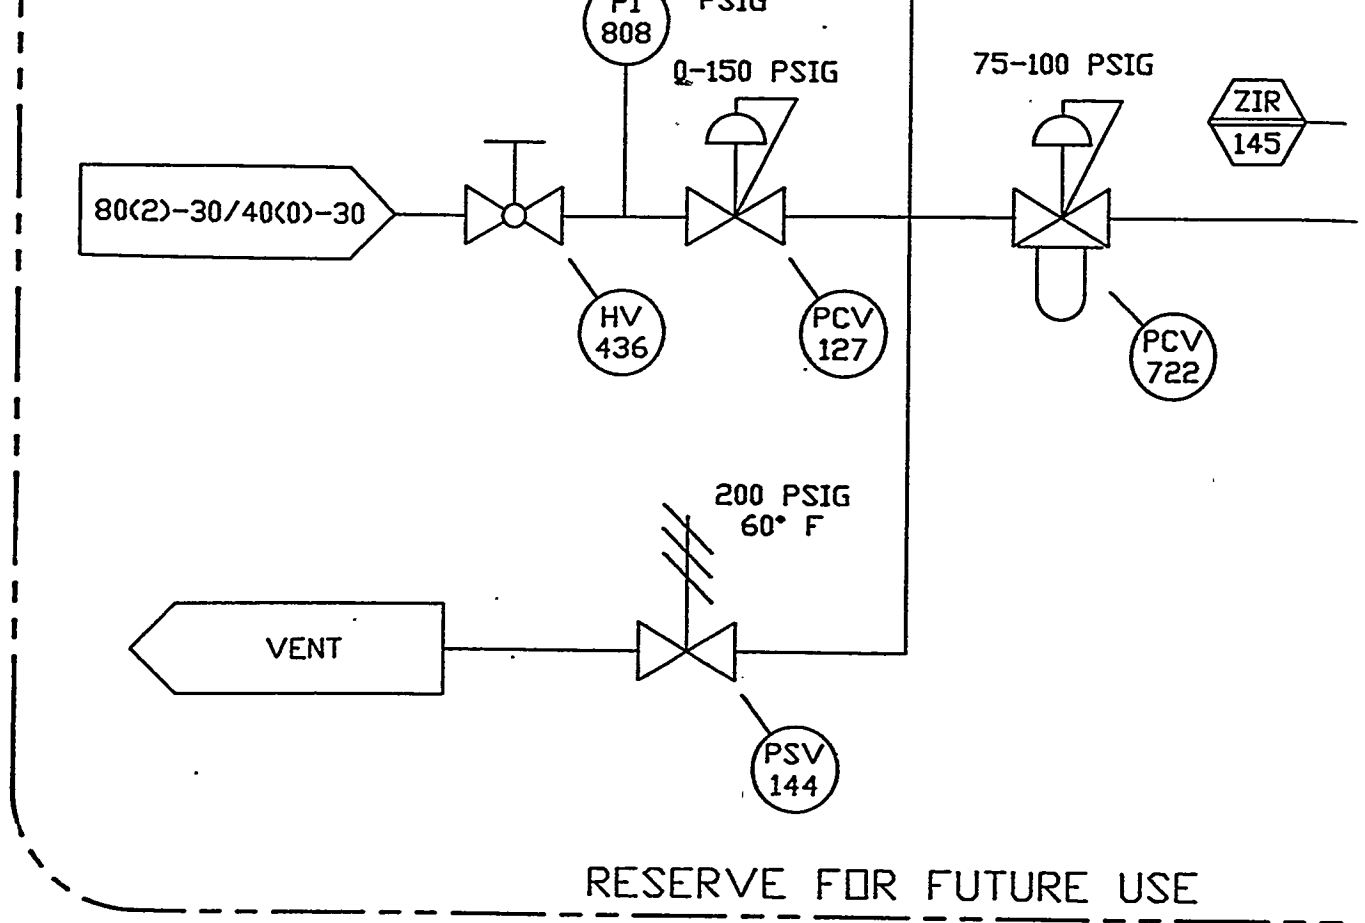 PI
808
PSIG
0-150 PSIG
75-100 PSIG
ZIR
145
80(2)-30/40(0)-30
HV
436
PCV
127
PCV
722
200 PSIG
60° F
VENT
PSV
144
RESERVE FOR FUTURE USE